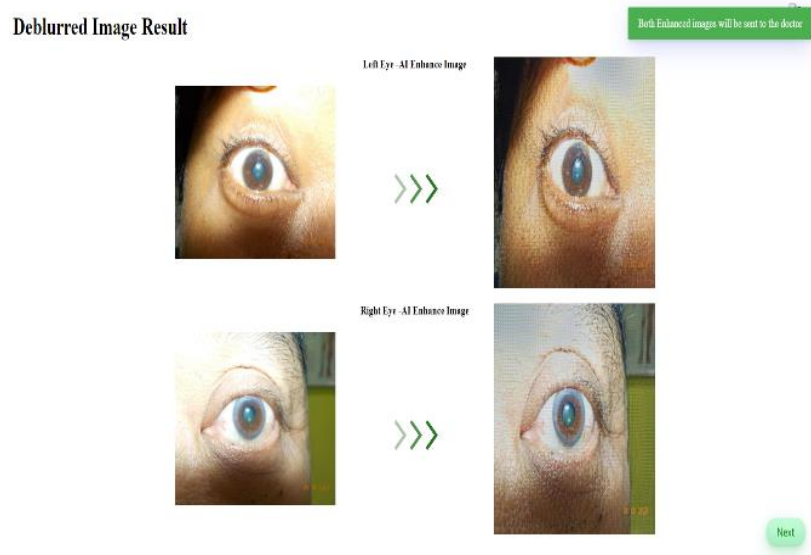 Deblurred Image Result
Both Enhanced images will be sent to the doctor
Left Eye -AI Enhance Image
Right Eye -AI Enhance Image
Next